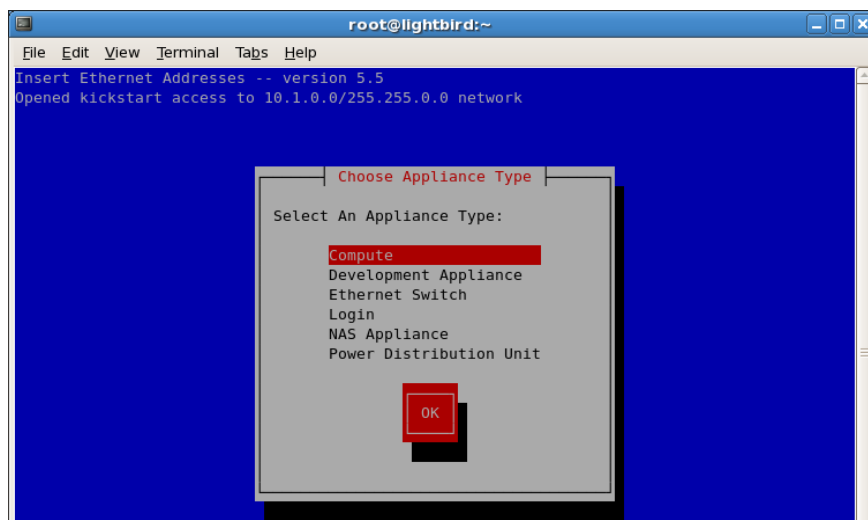 root@lightbird:~
File Edit View Terminal Tabs Help
Insert Ethernet Addresses -- version 5.5
Opened kickstart access to 10.1.0.0/255.255.0.0 network
Choose Appliance Type
Select An Appliance Type:
Compute
Development Appliance
Ethernet Switch
Login
NAS Appliance
Power Distribution Unit
OK